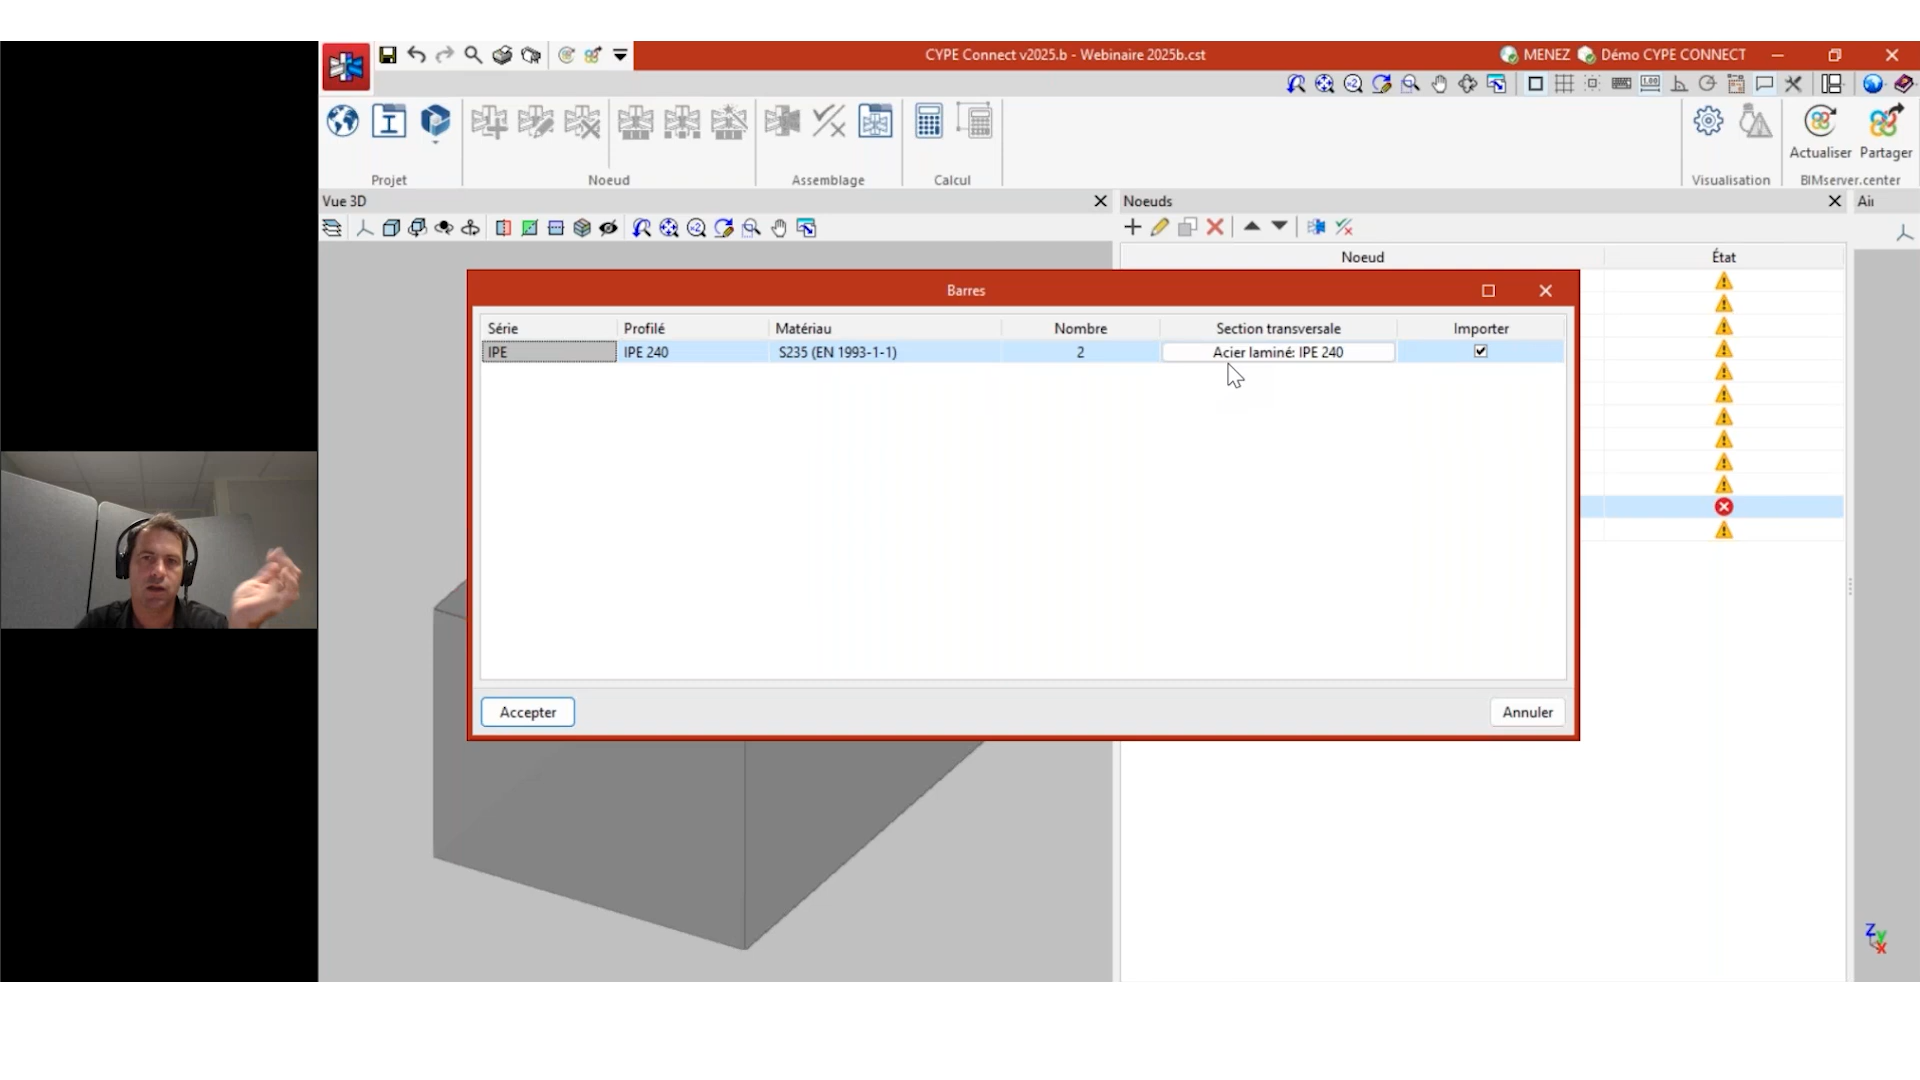 CYPE Connect v2025.b - Webinaire 2025b.cst
MENEZ
Démo CYPE CONNECT
Actualiser
Partager
Projet
Noeud
Assemblage
Calcul
Visualisation
BIMserver.center
Vue 3D
Noeuds
Noeud
État
Barres
Série
Profilé
Matériau
Nombre
Section transversale
Importer
IPE
IPE 240
S235 (EN 1993-1-1)
2
Acier laminé: IPE 240
Accepter
Annuler
Z
Y
X